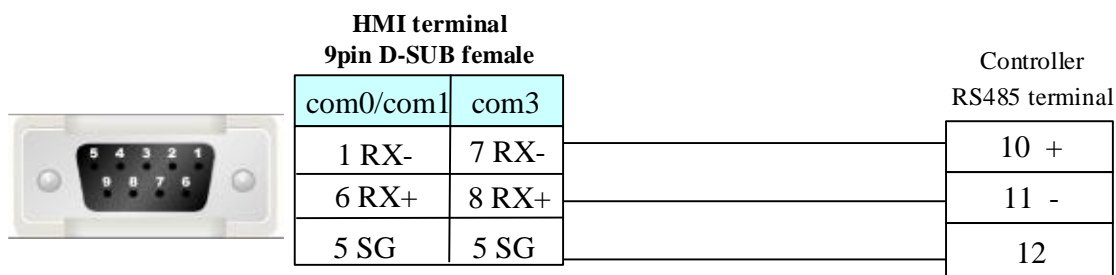 HMI terminal
9pin D-SUB female
Controller
RS485 terminal
com0/com1 com3
1 RX- 7 RX- 10 +
6 RX+ 8 RX+ 11 -
5 SG 5 SG 12
5 4 3 2 1
9 8 7 6